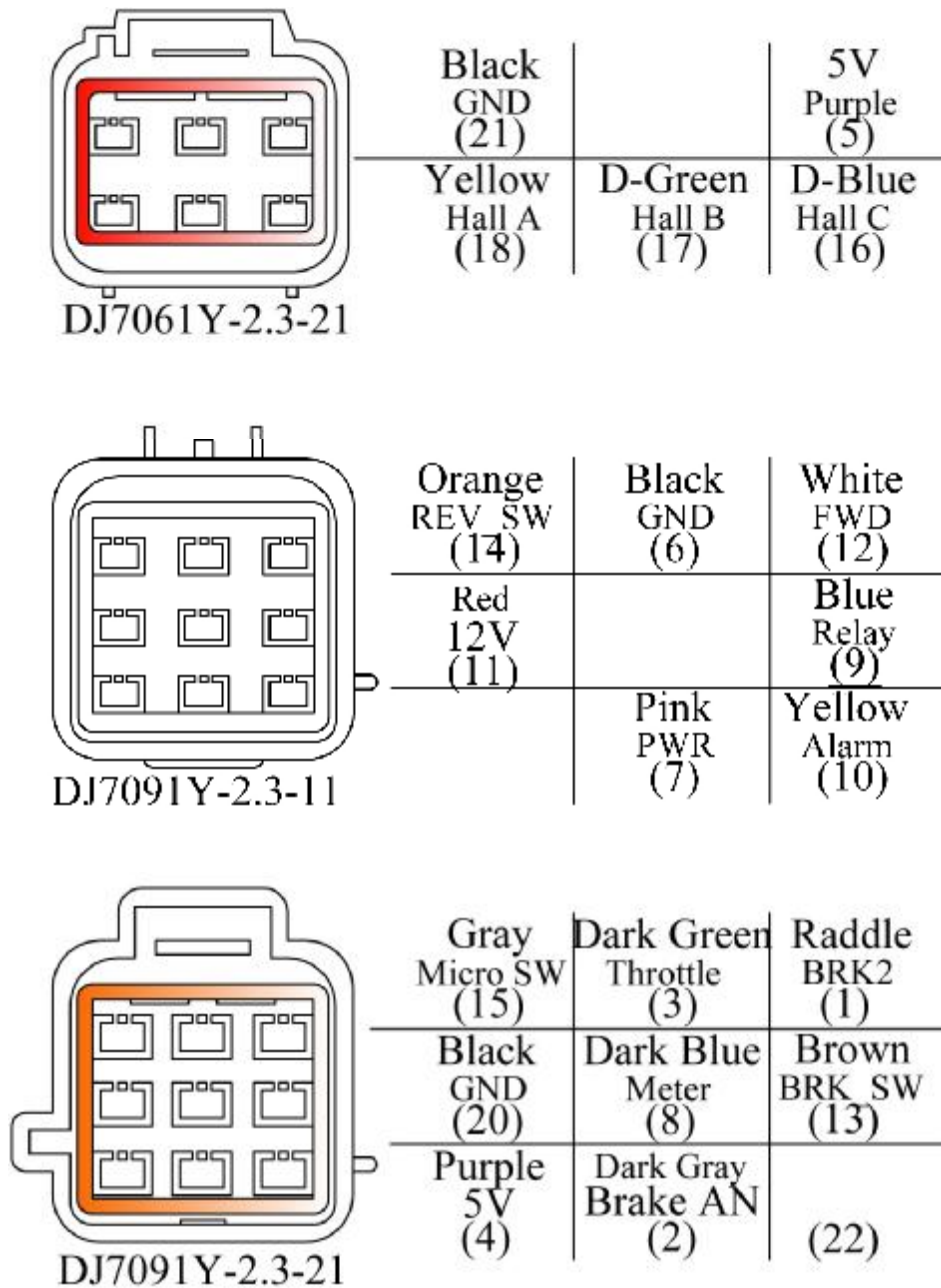 Black 5V
GND Purple
(21) (5)
Yellow D-Green D-Blue
Hall A Hall B Hall C
(18) (17) (16)
DJ7061Y-2.3-21
Orange Black White
REV_SW GND FWD
(14) (6) (12)
Red Blue
12V Relay
(11) (9)
Pink Yellow
PWR Alarm
(7) (10)
DJ7091Y-2.3-11
Gray Dark Green Raddle
Micro SW Throttle BRK2
(15) (3) (1)
Black Dark Blue Brown
GND Meter BRK_SW
(20) (8) (13)
Purple Dark Gray
5V Brake AN
(4) (2) (22)
DJ7091Y-2.3-21